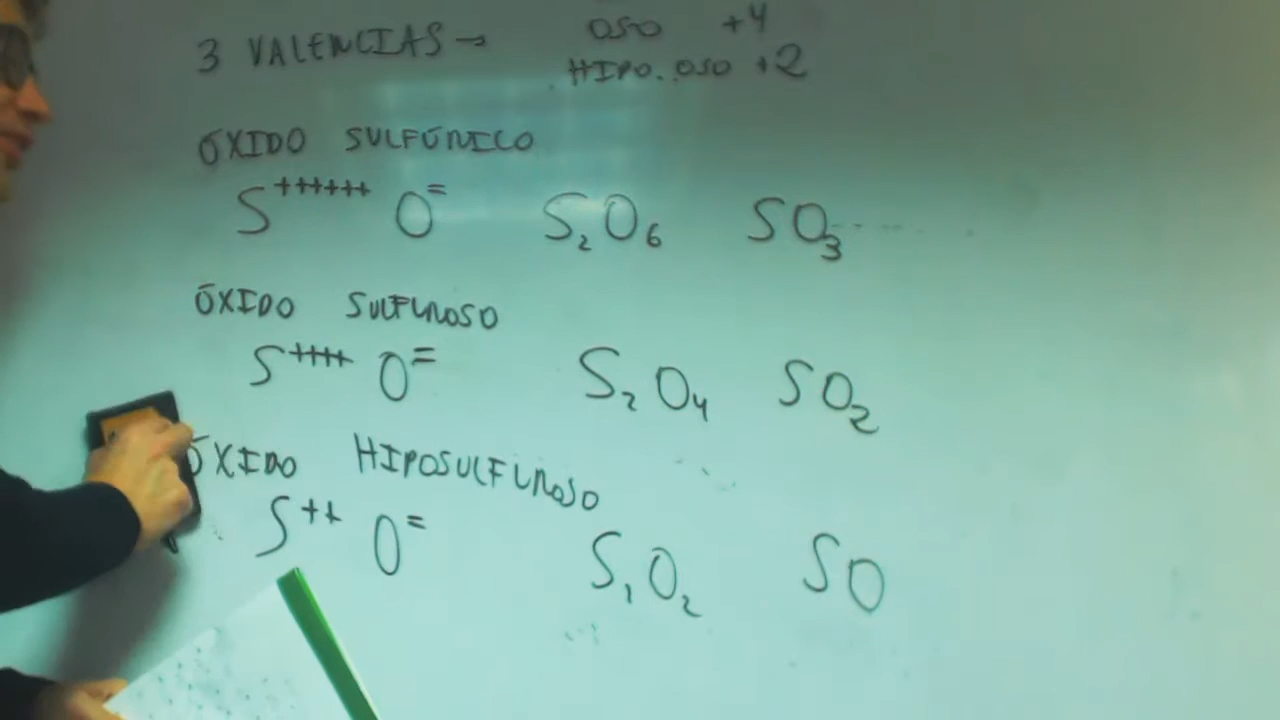 3 VALENCIAS → OSO +4
HIPO. OSO +2
ÓXIDO SULFÚRICO
S⁺⁺⁺⁺⁺⁺ O⁼ S₂O₆ SO₃
ÓXIDO SULFUROSO
S⁺⁺⁺⁺ O⁼ S₂O₄ SO₂
ÓXIDO HIPOSULFUROSO
S⁺⁺ O⁼ S₁O₂ SO